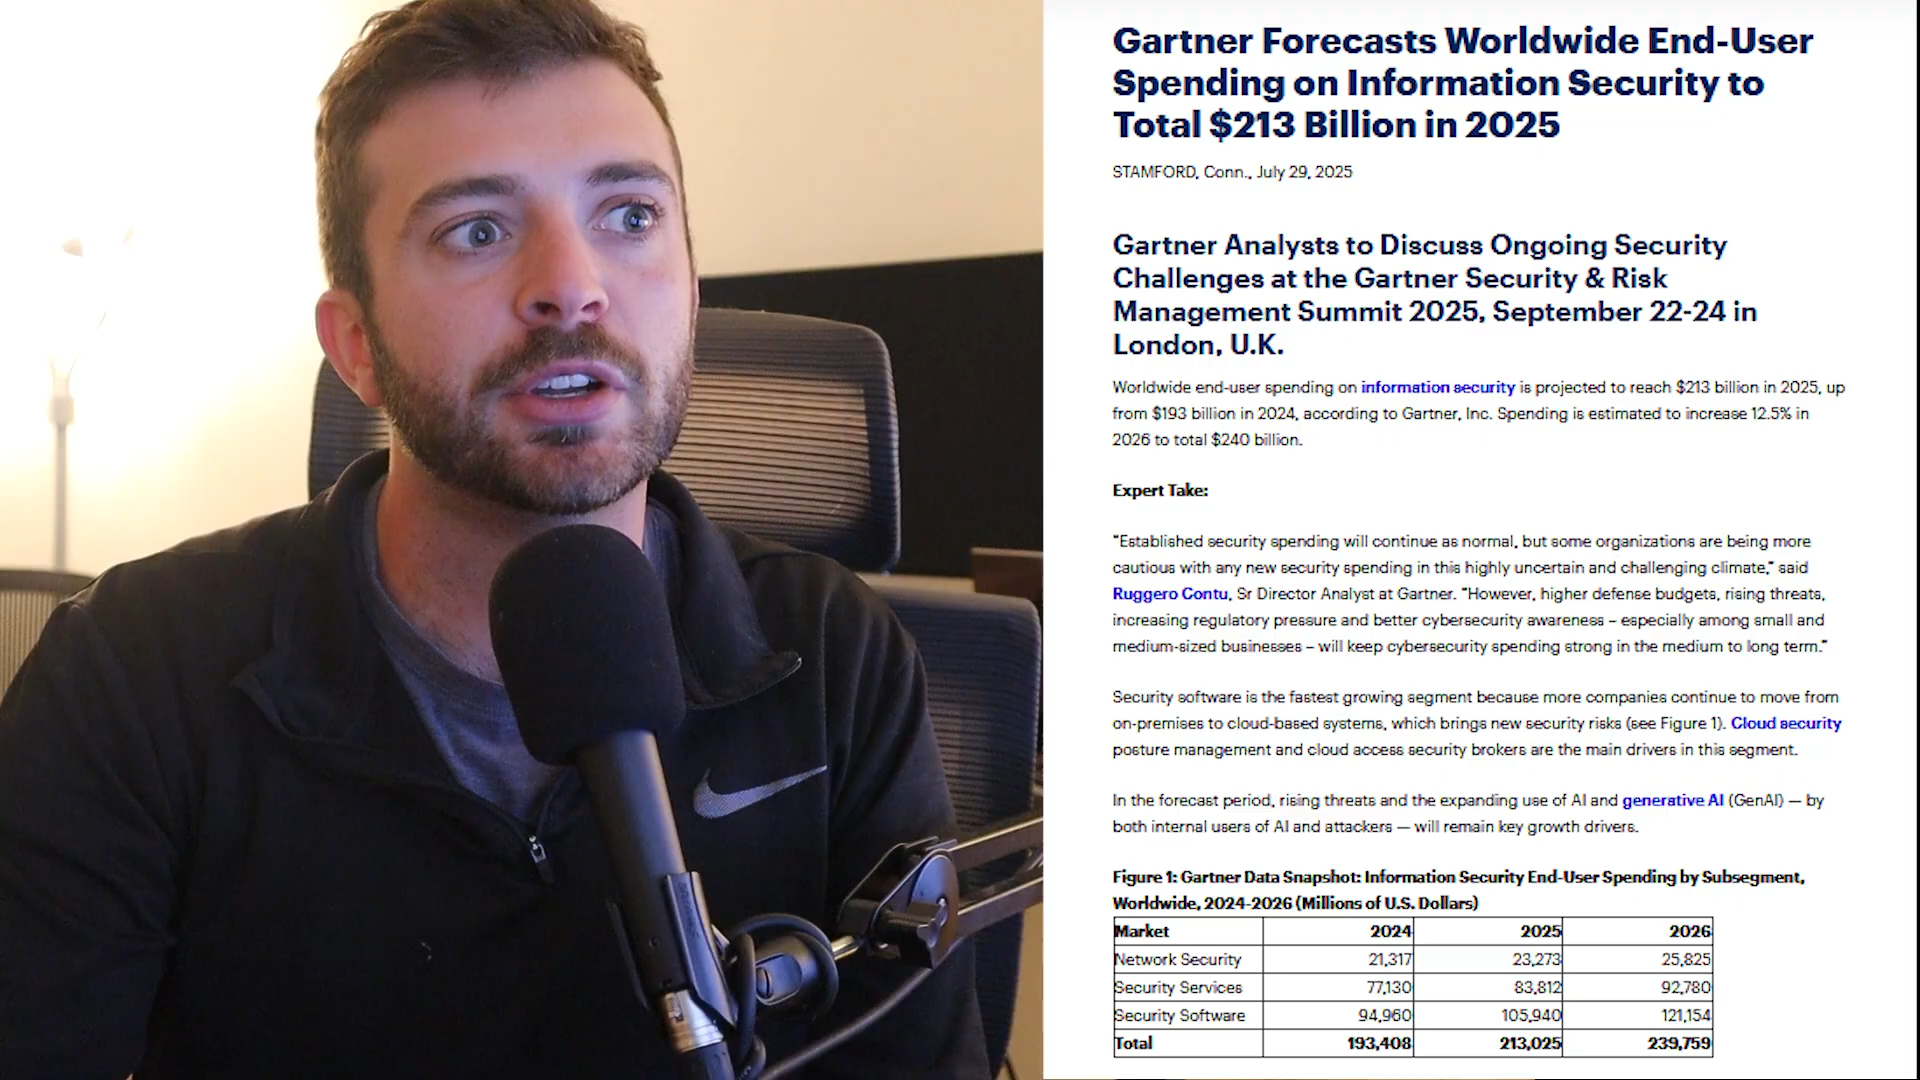 Gartner Forecasts Worldwide End-User
Spending on Information Security to
Total $213 Billion in 2025
STAMFORD, Conn., July 29, 2025
Gartner Analysts to Discuss Ongoing Security
Challenges at the Gartner Security & Risk
Management Summit 2025, September 22-24 in
London, U.K.
Worldwide end-user spending on information security is projected to reach $213 billion in 2025, up
from $193 billion in 2024, according to Gartner, Inc. Spending is estimated to increase 12.5% in
2026 to total $240 billion.
Expert Take:
“Established security spending will continue as normal, but some organizations are being more
cautious with any new security spending in this highly uncertain and challenging climate,” said
Ruggero Contu, Sr Director Analyst at Gartner. “However, higher defense budgets, rising threats,
increasing regulatory pressure and better cybersecurity awareness – especially among small and
medium-sized businesses – will keep cybersecurity spending strong in the medium to long term.”
Security software is the fastest growing segment because more companies continue to move from
on-premises to cloud-based systems, which brings new security risks (see Figure 1). Cloud security
posture management and cloud access security brokers are the main drivers in this segment.
In the forecast period, rising threats and the expanding use of AI and generative AI (GenAI) — by
both internal users of AI and attackers — will remain key growth drivers.
Figure 1: Gartner Data Snapshot: Information Security End-User Spending by Subsegment,
Worldwide, 2024-2026 (Millions of U.S. Dollars)
Market 2024 2025 2026
Network Security 21,317 23,273 25,825
Security Services 77,130 83,812 92,780
Security Software 94,960 105,940 121,154
Total 193,408 213,025 239,759